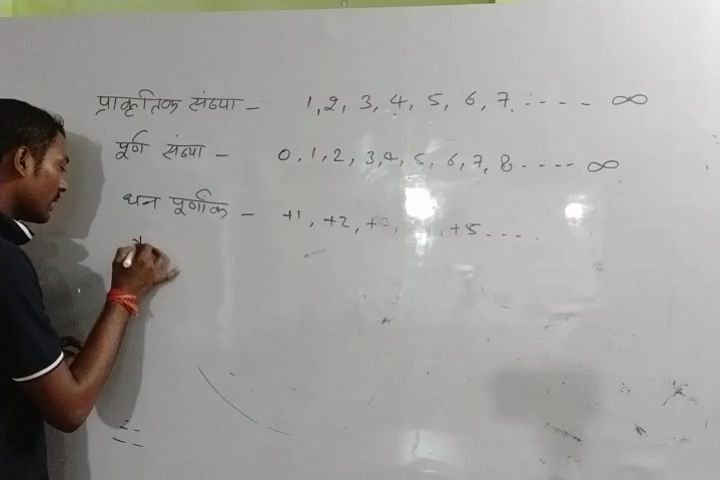 प्राकृतिक संख्या - 1, 2, 3, 4, 5, 6, 7, ----- ∞
पूर्ण संख्या - 0, 1, 2, 3, 4, 5, 6, 7, 8 ----- ∞
धन पूर्णांक - +1, +2, +3, +5 ....